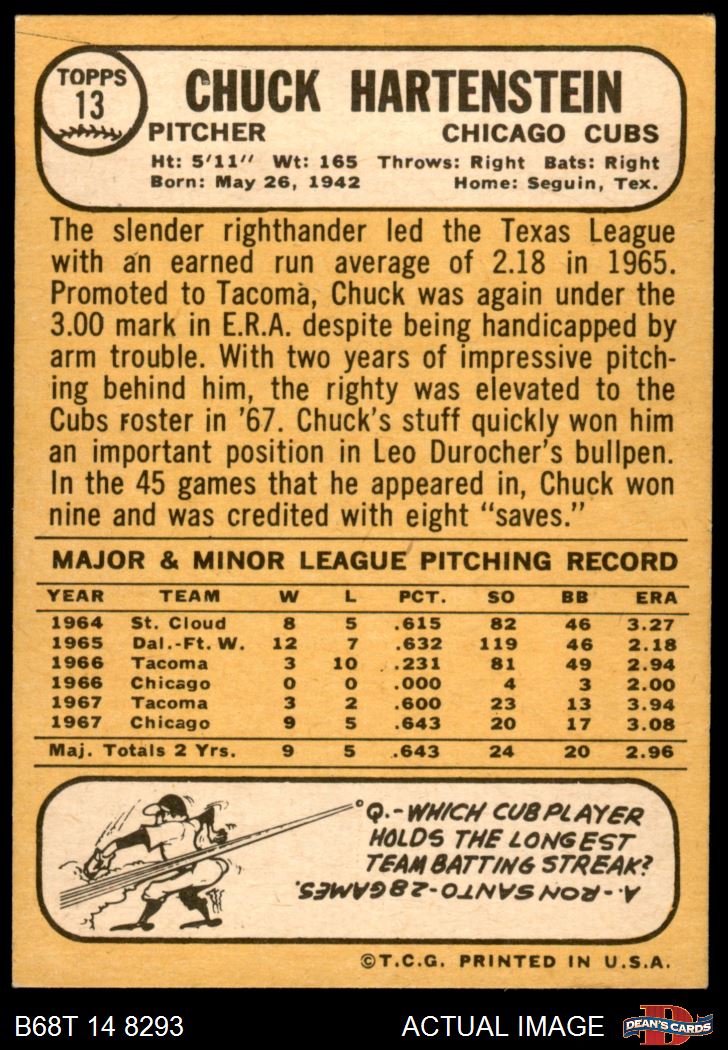 TOPPS
13
CHUCK HARTENSTEIN
PITCHER CHICAGO CUBS
Ht: 5'11" Wt: 165 Throws: Right Bats: Right
Born: May 26, 1942 Home: Seguin, Tex.
The slender righthander led the Texas League
with an earned run average of 2.18 in 1965.
Promoted to Tacoma, Chuck was again under the
3.00 mark in E.R.A. despite being handicapped by
arm trouble. With two years of impressive pitch-
ing behind him, the righty was elevated to the
Cubs roster in '67. Chuck's stuff quickly won him
an important position in Leo Durocher's bullpen.
In the 45 games that he appeared in, Chuck won
nine and was credited with eight "saves."
MAJOR & MINOR LEAGUE PITCHING RECORD
YEAR TEAM W L PCT. SO BB ERA
1964 St. Cloud 8 5 .615 82 46 3.27
1965 Dal.-Ft. W. 12 7 .632 119 46 2.18
1966 Tacoma 3 10 .231 81 49 2.94
1966 Chicago 0 0 .000 4 3 2.00
1967 Tacoma 3 2 .600 23 13 3.94
1967 Chicago 9 5 .643 20 17 3.08
Maj. Totals 2 Yrs. 9 5 .643 24 20 2.96
Q.-WHICH CUB PLAYER
HOLDS THE LONGEST
TEAM BATTING STREAK?
A.-RON SANTO-28 GAMES.
©T.C.G. PRINTED IN U.S.A.
B68T 14 8293 ACTUAL IMAGE
D
DEAN'S CARDS